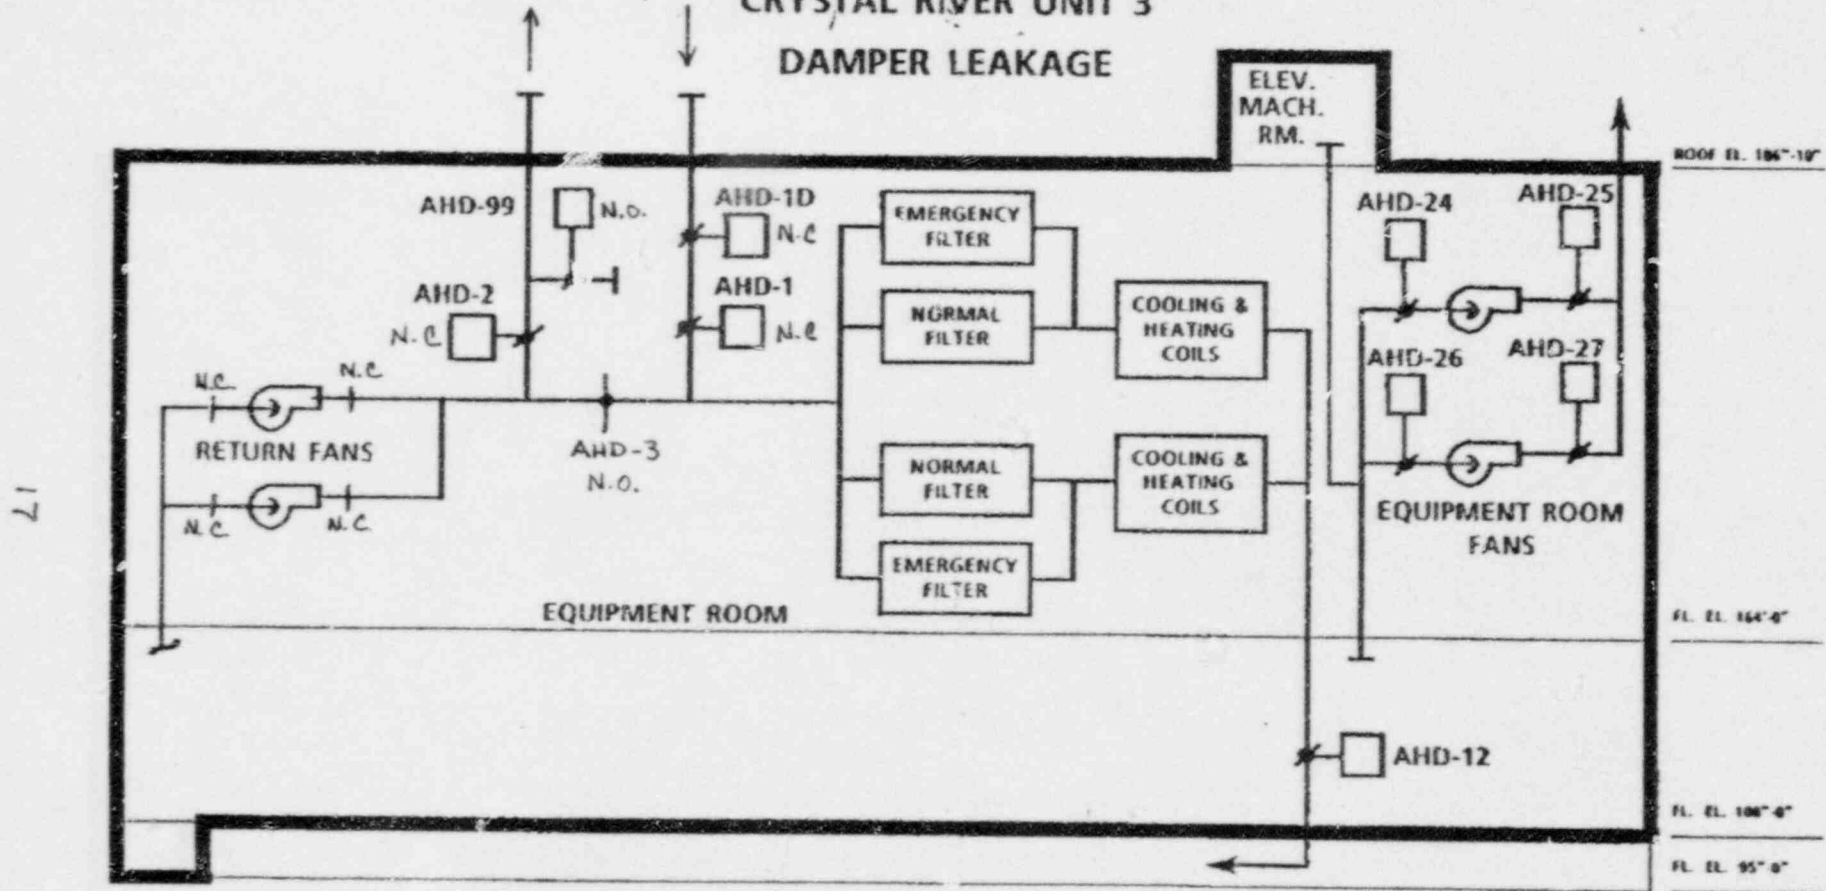 CRYSTAL RIVER UNIT 3
DAMPER LEAKAGE
ELEV.
MACH.
RM.
ROOF EL. 186"-10"
AHD-99
N.O.
AHD-1D
N.C
EMERGENCY
FILTER
AHD-24
AHD-25
AHD-2
N.C
AHD-1
N.C
NORMAL
FILTER
COOLING &
HEATING
COILS
AHD-26
AHD-27
N.C.
N.C
RETURN FANS
AHD-3
N.O.
N.C
N.C
NORMAL
FILTER
COOLING &
HEATING
COILS
EQUIPMENT ROOM
FANS
EMERGENCY
FILTER
EQUIPMENT ROOM
FL. EL. 164'-0"
AHD-12
FL. EL. 108"-0"
FL. EL. 95"-0"
17